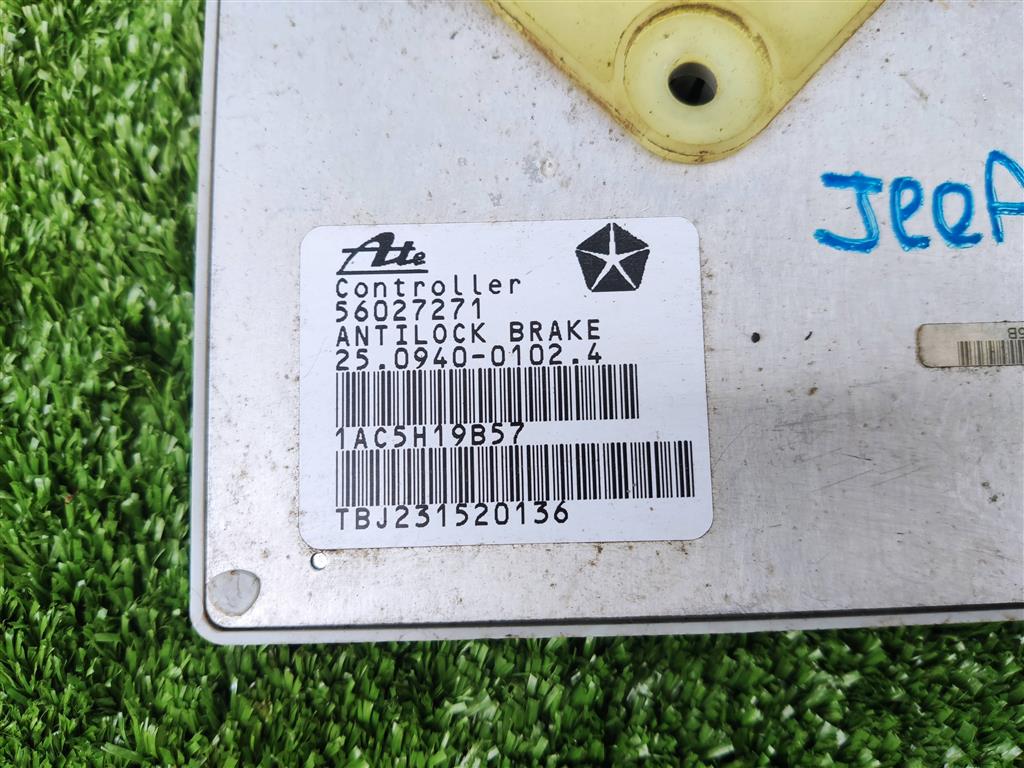 Ate
Controller
56027271
ANTILOCK BRAKE
25.0940-0102.4
1AC5H19B57
TBJ231520136